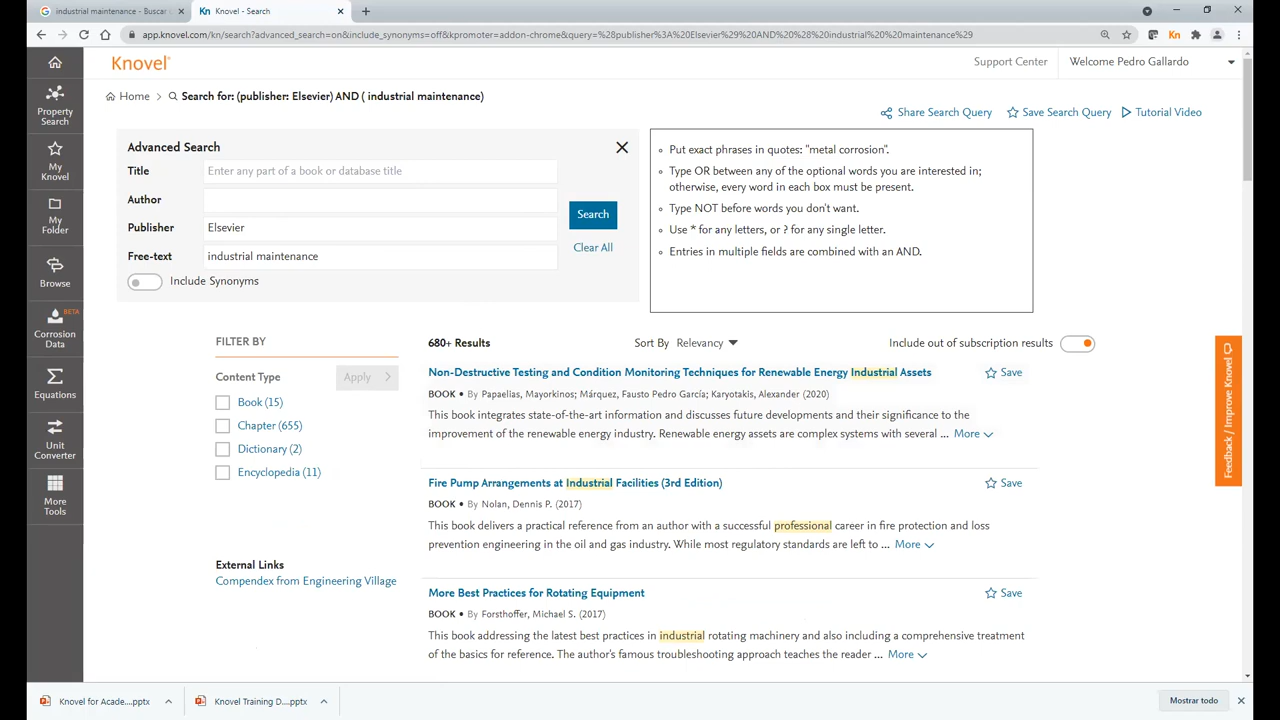 industrial maintenance - Buscar
Kn Knovel - Search
app.knovel.com/kn/search?advanced_search=on&include_synonyms=off&kpromoter=addon-chrome&query=%28publisher%3A%20Elsevier%29%20AND%20%28%20industrial%20%20maintenance%29
Kn
Knovel
Support Center
Welcome Pedro Gallardo
Home > Search for: (publisher: Elsevier) AND ( industrial maintenance)
Share Search Query
Save Search Query
Tutorial Video
Property
Search
My
Knovel
My
Folder
Browse
BETA
Corrosion
Data
Equations
Unit
Converter
More
Tools
Advanced Search
Title
Enter any part of a book or database title
Author
Publisher
Elsevier
Free-text
industrial maintenance
Include Synonyms
Search
Clear All
Put exact phrases in quotes: "metal corrosion".
Type OR between any of the optional words you are interested in;
otherwise, every word in each box must be present.
Type NOT before words you don't want.
Use * for any letters, or ? for any single letter.
Entries in multiple fields are combined with an AND.
FILTER BY
Content Type
Apply
Book (15)
Chapter (655)
Dictionary (2)
Encyclopedia (11)
External Links
Compendex from Engineering Village
680+ Results
Sort By Relevancy
Include out of subscription results
Non-Destructive Testing and Condition Monitoring Techniques for Renewable Energy Industrial Assets
Save
BOOK • By Papaelias, Mayorkinos; Márquez, Fausto Pedro García; Karyotakis, Alexander (2020)
This book integrates state-of-the-art information and discusses future developments and their significance to the
improvement of the renewable energy industry. Renewable energy assets are complex systems with several ... More
Fire Pump Arrangements at Industrial Facilities (3rd Edition)
Save
BOOK • By Nolan, Dennis P. (2017)
This book delivers a practical reference from an author with a successful professional career in fire protection and loss
prevention engineering in the oil and gas industry. While most regulatory standards are left to ... More
More Best Practices for Rotating Equipment
Save
BOOK • By Forsthoffer, Michael S. (2017)
This book addressing the latest best practices in industrial rotating machinery and also including a comprehensive treatment
of the basics for reference. The author's famous troubleshooting approach teaches the reader ... More
Feedback / Improve Knovel
Knovel for Acade....pptx
Knovel Training D....pptx
Mostrar todo